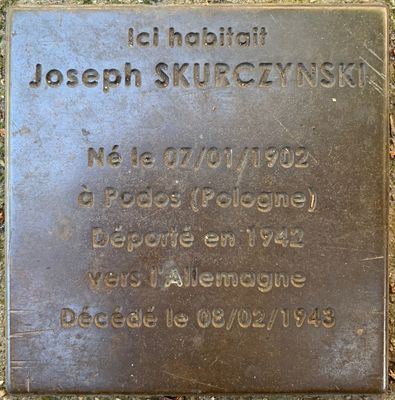 Ici habitait
Joseph SKURCZYNSKI
Né le 07/01/1902
à Podos (Pologne)
Déporté en 1942
vers l'Allemagne
Décédé le 08/02/1943